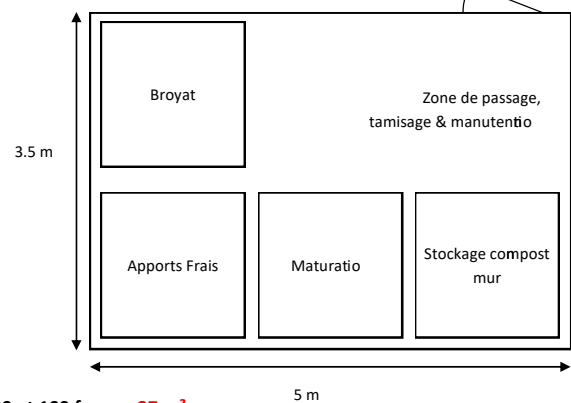 Broyat
Zone de passage,
tamisage & manutentio
3.5 m
Apports Frais
Maturatio
Stockage compost
mur
5 m